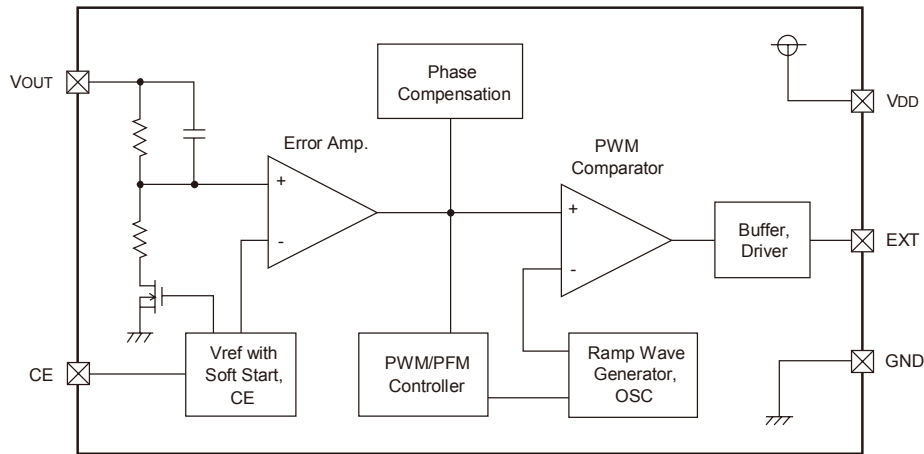 Phase
Compensation
VOUT
VDD
Error Amp.
PWM
Comparator
+
-
+
-
Buffer,
Driver
EXT
CE
Vref with
Soft Start,
CE
PWM/PFM
Controller
Ramp Wave
Generator,
OSC
GND